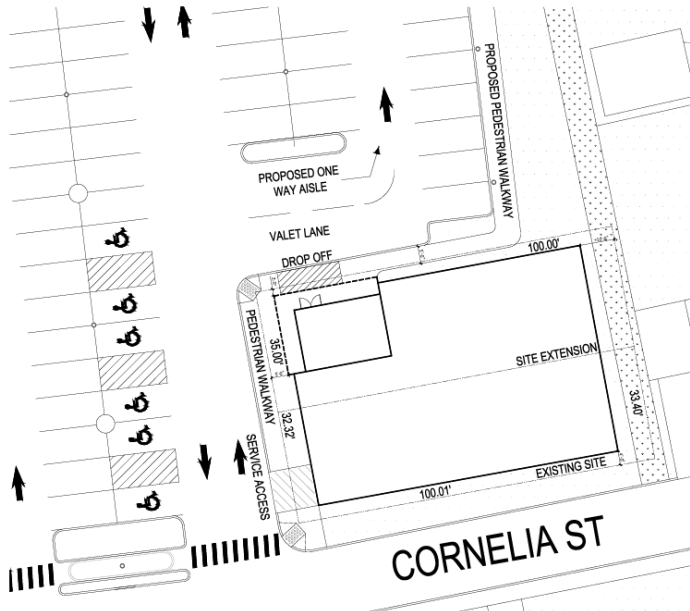 PROPOSED PEDESTRIAN WALKWAY
PROPOSED ONE
WAY AISLE
VALET LANE
DROP OFF
100.00'
PEDESTRIAN WALKWAY
35.00'
SITE EXTENSION
32.32'
33.40'
SERVICE ACCESS
EXISTING SITE
100.01'
CORNELIA ST